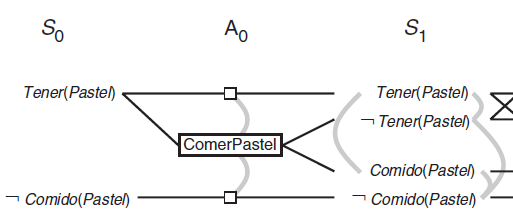 S0 A0 S1
Tener(Pastel) Tener(Pastel)
¬ Tener(Pastel)
ComerPastel
Comido(Pastel)
¬ Comido(Pastel) ¬ Comido(Pastel)